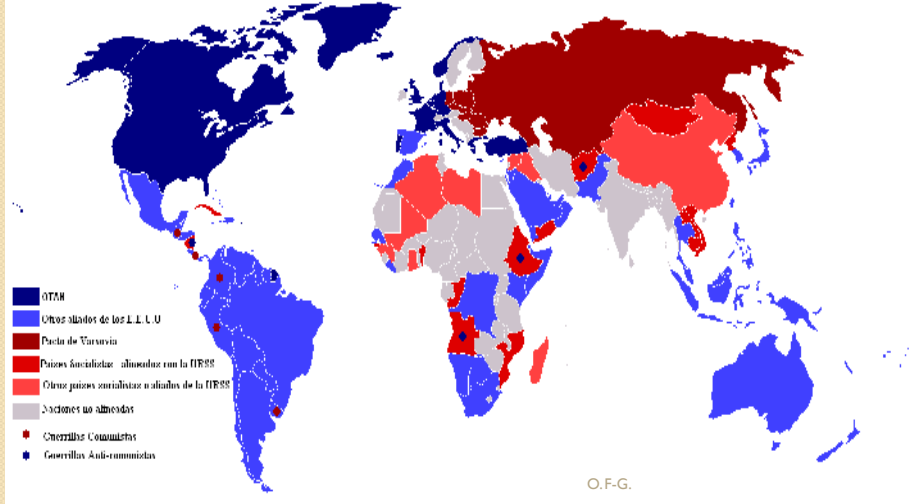 OTAN
Otros aliados de los E.E.U.U
Pacto de Varsovia
Países Socialistas alineados con la URSS
Otros países socialistas o aliados de la URSS
Naciones no alineadas
Guerrillas Comunistas
Guerrillas Anti-comunistas
O.F-G.